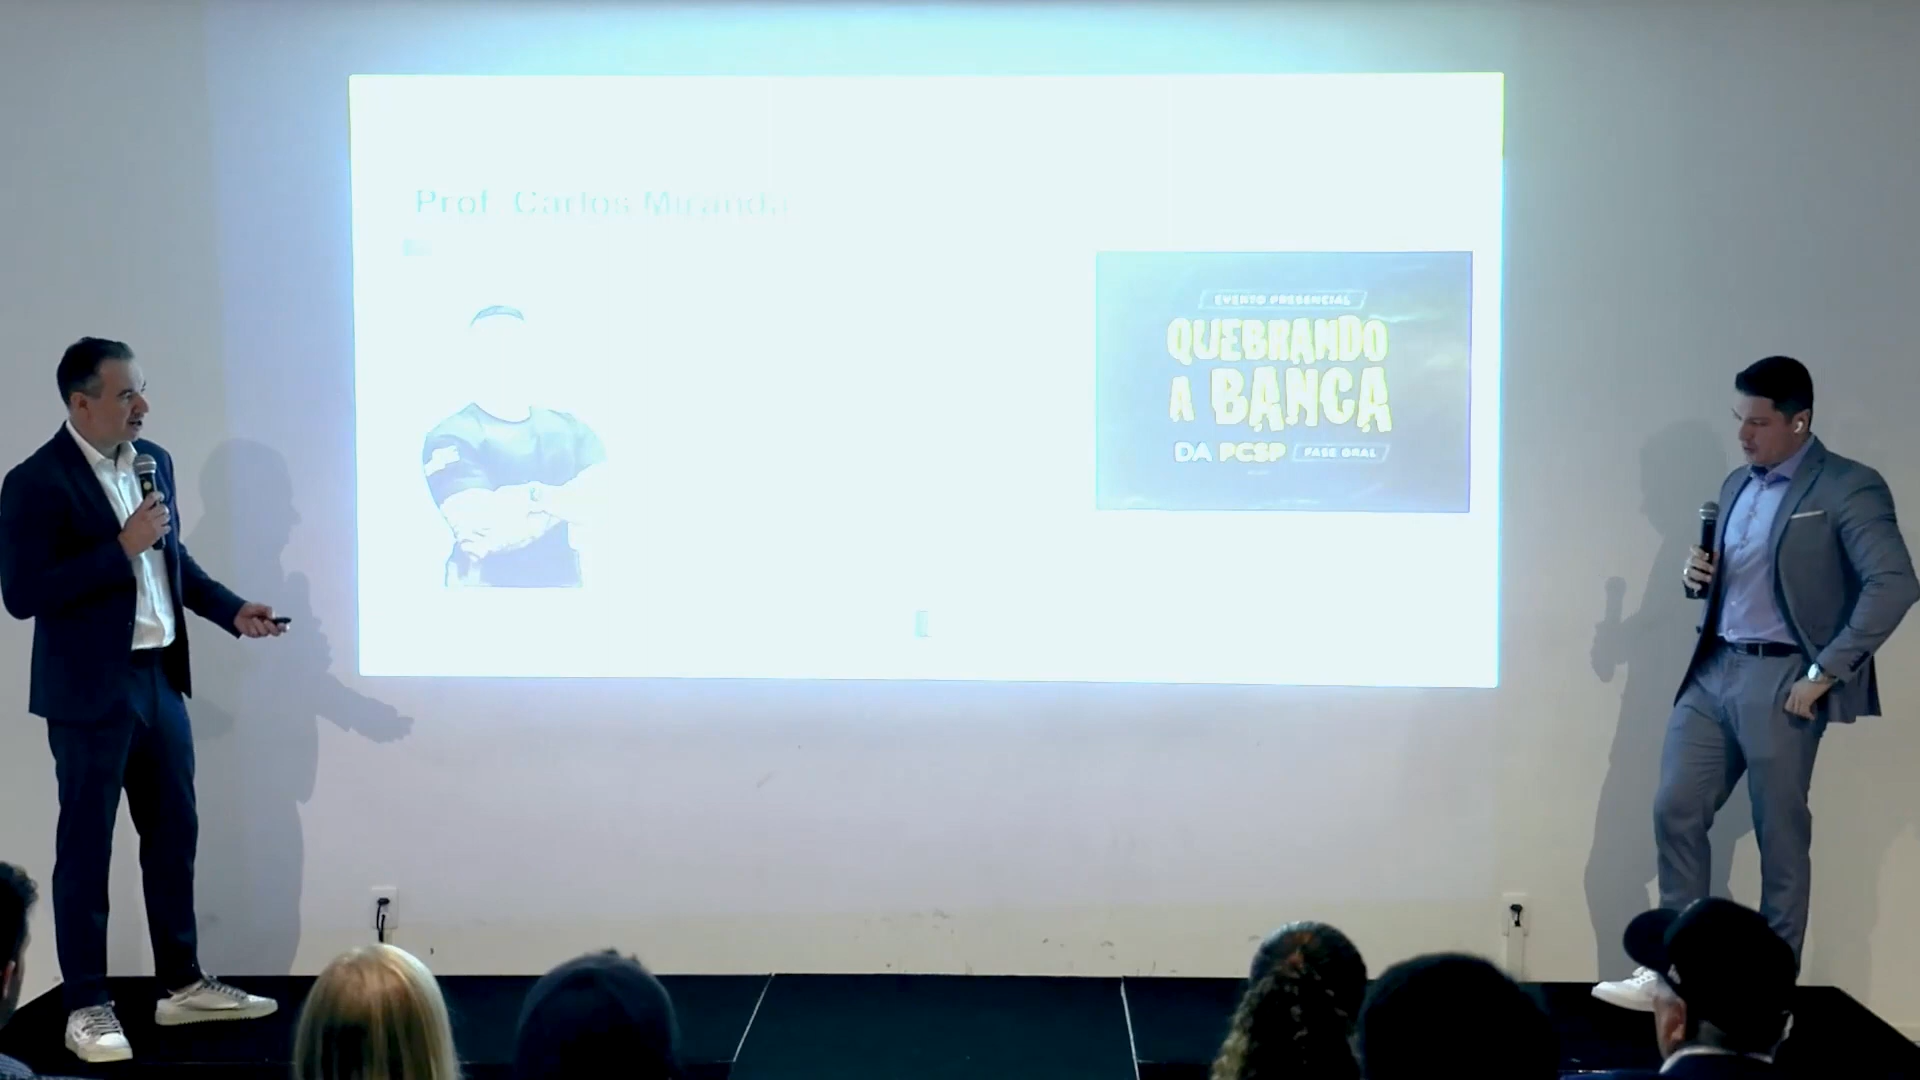 Prof. Carlos Miranda
EVENTO PRESENCIAL
QUEBRANDO
A BANCA
DA PCSP FASE ORAL